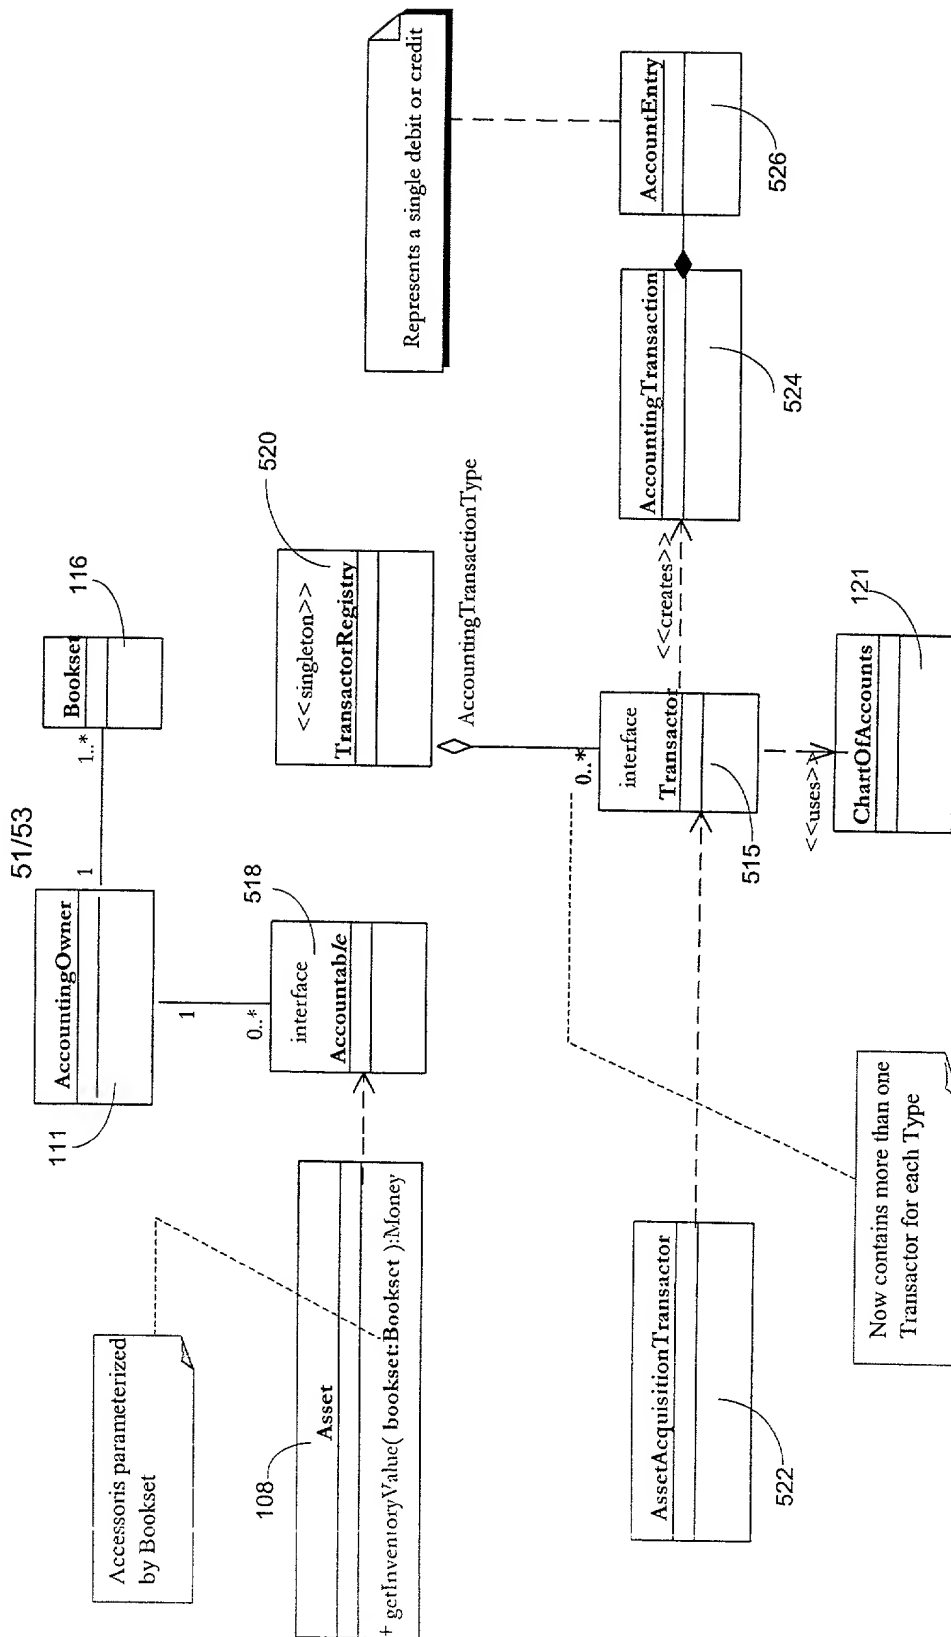 Accessoris parameterized
by Bookset
111
AccountingOwner
51/53
1
1..*
Bookset
116
1
0..*
108
Asset
+ getInventoryValue( bookset:Bookset ):Money
interface
Accountable
518
<<singleton>>
TransactorRegistry
520
AccountingTransactionType
Represents a single debit or credit
0..*
AssetAcquisitionTransactor
522
interface
Transactor
515
<<creates>>
AccountingTransaction
524
AccountEntry
526
<<uses>>
ChartOfAccounts
121
Now contains more than one
Transactor for each Type